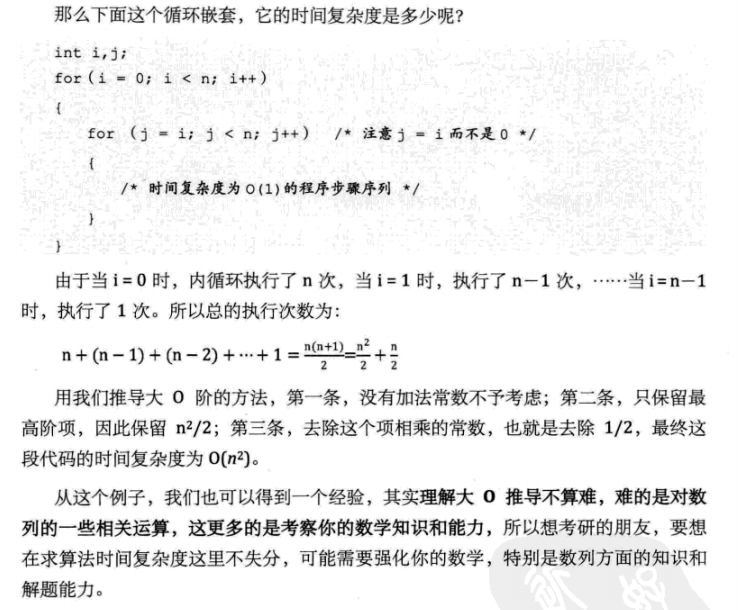 那么下面这个循环嵌套，它的时间复杂度是多少呢？
int i,j;
for(i = 0; i < n; i++)
{
for (j = i; j < n; j++) /* 注意 j = i 而不是 0 */
{
/* 时间复杂度为 O(1)的程序步骤序列 */
}
}
由于当 i = 0 时，内循环执行了 n 次，当 i = 1 时，执行了 n－1 次，……当 i=n－1
时，执行了 1 次。所以总的执行次数为：
n + (n − 1) + (n − 2) + ⋯ + 1 = n(n+1)/2 = n²/2 + n/2
用我们推导大 O 阶的方法，第一条，没有加法常数不予考虑；第二条，只保留最
高阶项，因此保留 n²/2；第三条，去除这个项相乘的常数，也就是去除 1/2，最终这
段代码的时间复杂度为 O(n²)。
从这个例子，我们也可以得到一个经验，其实理解大 O 推导不算难，难的是对数
列的一些相关运算，这更多的是考察你的数学知识和能力，所以想考研的朋友，要想
在求算法时间复杂度这里不失分，可能需要强化你的数学，特别是数列方面的知识和
解题能力。